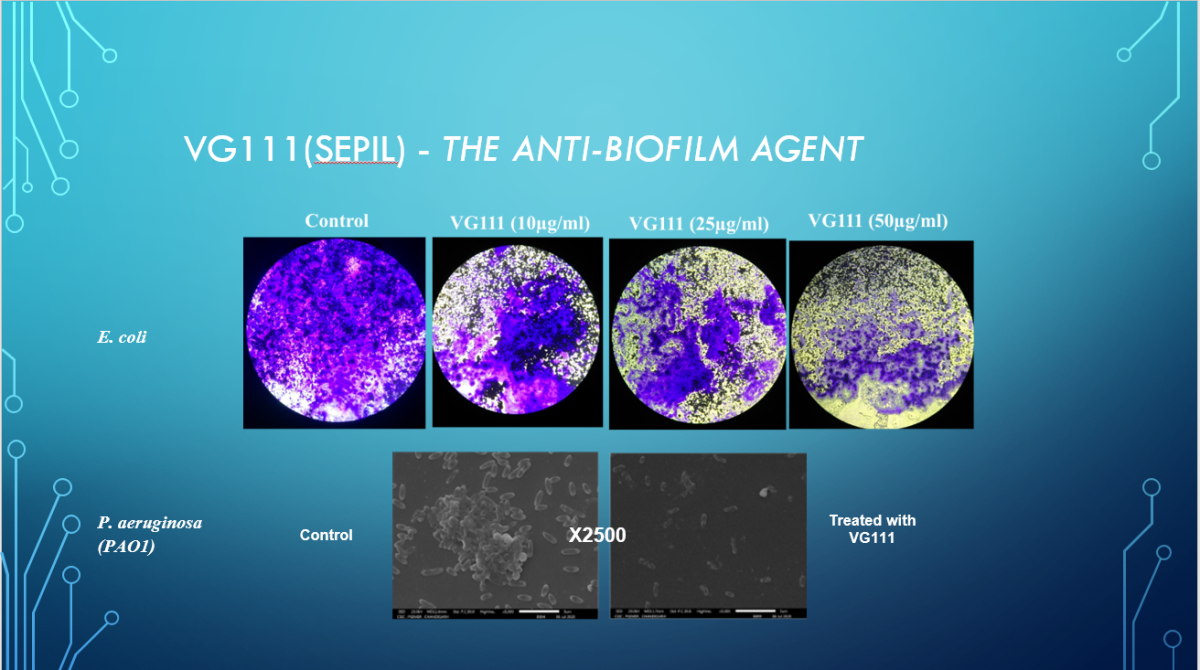 VG111(SEPIL) - THE ANTI-BIOFILM AGENT
Control
VG111 (10µg/ml)
VG111 (25µg/ml)
VG111 (50µg/ml)
E. coli
P. aeruginosa
(PAO1)
Control
X2500
Treated with
VG111